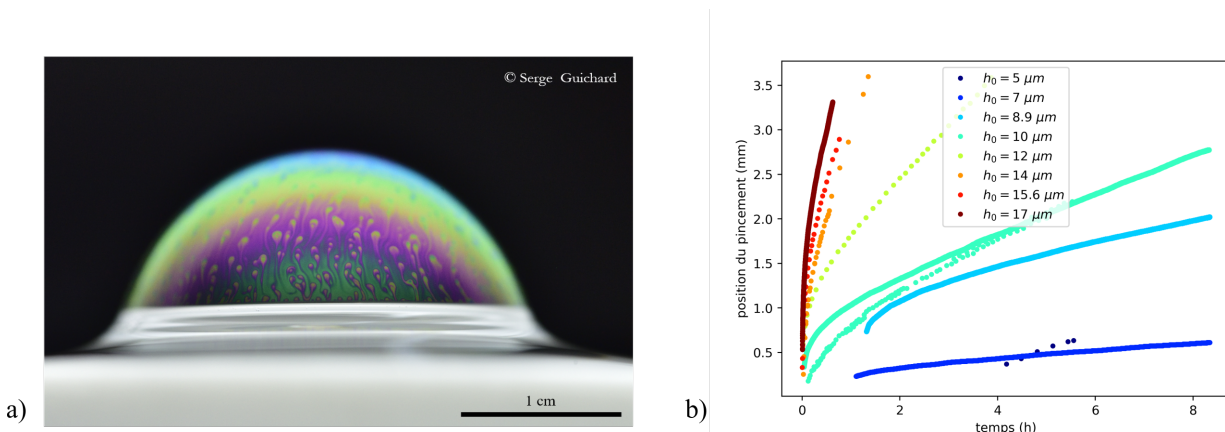 © Serge Guichard
1 cm
a)
b)
position du pincement (mm)
3.5
3.0
2.5
2.0
1.5
1.0
0.5
h₀ = 5 μm
h₀ = 7 μm
h₀ = 8.9 μm
h₀ = 10 μm
h₀ = 12 μm
h₀ = 14 μm
h₀ = 15.6 μm
h₀ = 17 μm
0 2 4 6 8
temps (h)